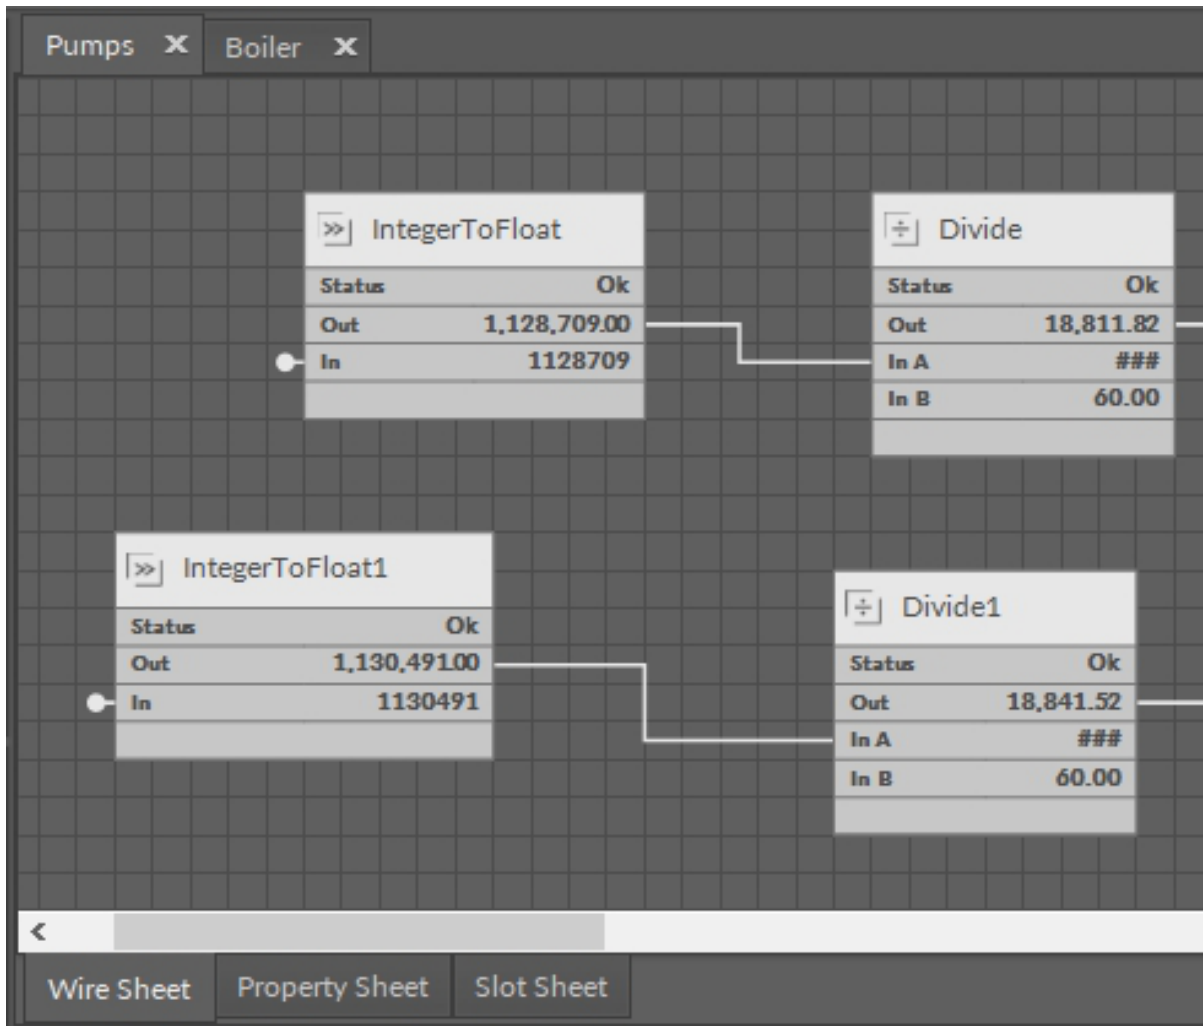 Pumps X Boiler X
IntegerToFloat
Status Ok
Out 1,128,709.00
In 1128709
÷ Divide
Status Ok
Out 18,811.82
In A ###
In B 60.00
IntegerToFloat1
Status Ok
Out 1,130,491.00
In 1130491
÷ Divide1
Status Ok
Out 18,841.52
In A ###
In B 60.00
Wire Sheet Property Sheet Slot Sheet